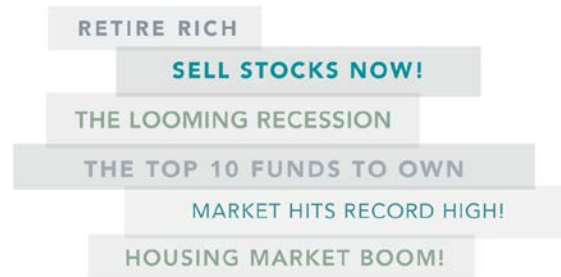 RETIRE RICH
SELL STOCKS NOW!
THE LOOMING RECESSION
THE TOP 10 FUNDS TO OWN
MARKET HITS RECORD HIGH!
HOUSING MARKET BOOM!